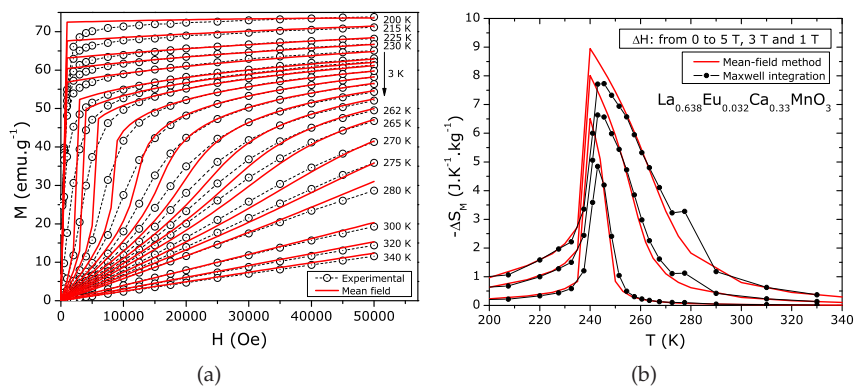 70
60
50
40
30
20
10
0
M (emu.g⁻¹)
0
10000
20000
30000
40000
50000
H (Oe)
200 K
215 K
225 K
230 K
3 K
262 K
265 K
270 K
275 K
280 K
300 K
320 K
340 K
Experimental
Mean field
(a)
10
9
8
7
6
5
4
3
2
1
0
-ΔS_M (J.K⁻¹.kg⁻¹)
200 220 240 260 280 300 320 340
T (K)
ΔH: from 0 to 5 T, 3 T and 1 T
Mean-field method
Maxwell integration
La₀.₆₃₈Eu₀.₀₃₂Ca₀.₃₃MnO₃
(b)